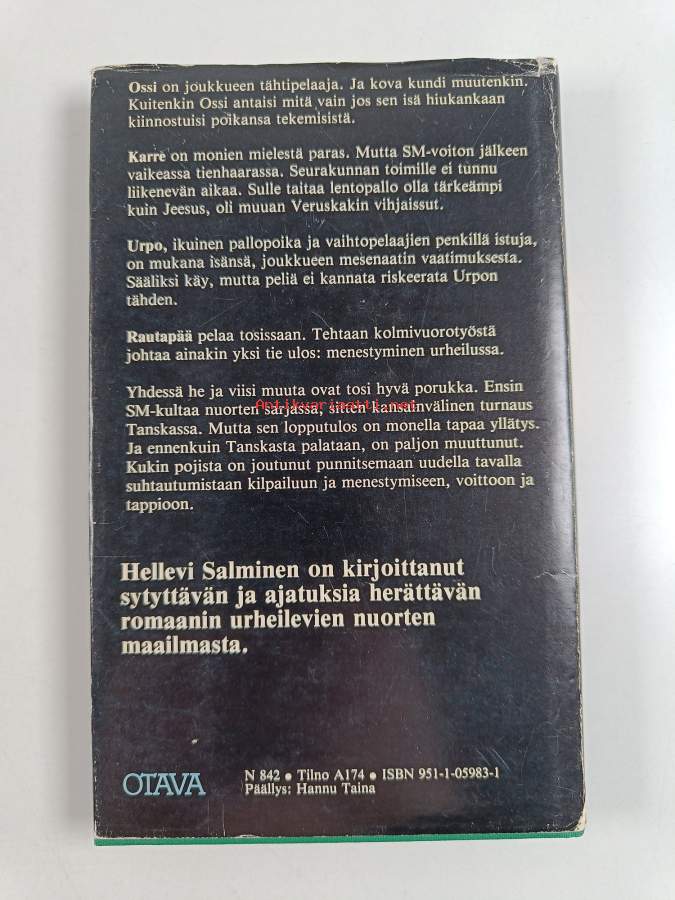 Ossi on joukkueen tähtipelaaja. Ja kova kundi muutenkin.
Kuitenkin Ossi antaisi mitä vain jos sen isä hiukankaan
kiinnostuisi poikansa tekemisistä.
Karre on monien mielestä paras. Mutta SM-voiton jälkeen
vaikeassa tienhaarassa. Seurakunnan toimille ei tunnu
liikenevän aikaa. Sulle taitaa lentopallo olla tärkeämpi
kuin Jeesus, oli muuan Veruskakin vihjaissut.
Urpo, ikuinen pallopoika ja vaihtopelaajien penkillä istuja,
on mukana isänsä, joukkueen mesenaatin vaatimuksesta.
Sääliksi käy, mutta peliä ei kannata riskeerata Urpon
tähden.
Rautapää pelaa tosissaan. Tehtaan kolmivuorotyöstä
johtaa ainakin yksi tie ulos: menestyminen urheilussa.
Yhdessä he ja viisi muuta ovat tosi hyvä porukka. Ensin
SM-kultaa nuorten sarjassa, sitten kansainvälinen turnaus
Antikvariaatti.net
Tanskassa. Mutta sen lopputulos on monella tapaa yllätys.
Ja ennenkuin Tanskasta palataan, on paljon muuttunut.
Kukin pojista on joutunut punnitsemaan uudella tavalla
suhtautumistaan kilpailuun ja menestymiseen, voittoon ja
tappioon.
Hellevi Salminen on kirjoittanut
sytyttävän ja ajatuksia herättävän
romaanin urheilevien nuorten
maailmasta.
OTAVA
N 842 • Tilno A174 • ISBN 951-1-05983-1
Päällys: Hannu Taina